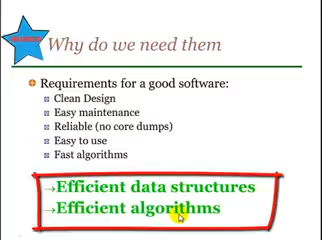 Why do we need them
Requirements for a good software:
Clean Design
Easy maintenance
Reliable (no core dumps)
Easy to use
Fast algorithms
→Efficient data structures
→Efficient algorithms